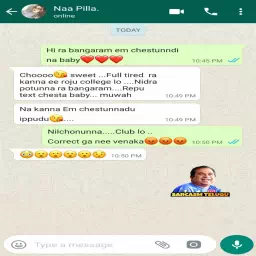 Naa Pilla.
online
TODAY
Hi ra bangaram em chestunndi
na baby❤️❤️❤️
10:45 PM
Choooo😘 sweet ...Full tired ra
kanna ee roju college lo ....Nidra
potunna ra bangaram....Repu
text chesta baby... muwah
10:49 PM
Na kanna Em chestunnadu
ippudu😘....
10:49 PM
Nilchonunna.....Club lo ..
Correct ga nee venaka😡😡😡
10:50 PM
10:50 PM
SARCASM TELUGU
Type a message